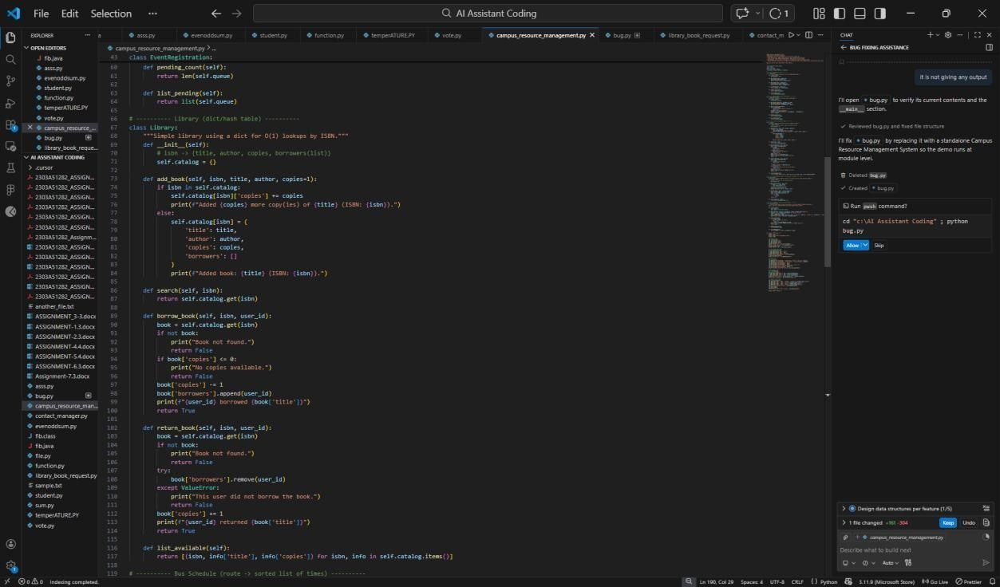 File Edit Selection ··· AI Assistant Coding 1
EXPLORER ···
OPEN EDITORS
fib.java
asss.py
evenoddsum.py
student.py
function.py
temperATURE.PY
vote.py
campus_resource_...
bug.py
library_book_reque...
AI ASSISTANT CODING
.cursor
2303A51282_ASSIGN...
2303A51282_ASSIGN...
2303A51282_ASSIGN...
2303A51282_ASSIGN...
2303A51282_ASSIGN...
2303A51282_ASSIGN...
2303A51282_Assignm...
2303A51282_ASSIGN...
2303A51282_ASSIGN...
2303A51282_ASSIGN...
2303A51282_ASSIGN...
2303A51282_ASSIGN...
2303A51282_ASSIGN...
another_file.txt
ASSIGNMENT_3-3.docx
ASSIGNMENT-1.3.docx
ASSIGNMENT-2.3.docx
ASSIGNMENT-4.4.docx
ASSIGNMENT-5.4.docx
ASSIGNMENT-6.3.docx
Assignment-7.3.docx
asss.py
bug.py
campus_resource_man...
contact_manager.py
evenoddsum.py
fib.class
fib.java
file.py
function.py
library_book_request.py
sample.txt
student.py
sum.py
temperATURE.PY
vote.py
a asss.py evenoddsum.py student.py function.py temperATURE.PY vote.py campus_resource_management.py bug.py library_book_request.py contact_m
campus_resource_management.py > ...
43 class EventRegistration:
60 def pending_count(self):
61 return len(self.queue)
62
63 def list_pending(self):
64 return list(self.queue)
65
66 # ---------- Library (dict/hash table) ----------
67 class Library:
68 """Simple library using a dict for O(1) lookups by ISBN."""
69 def __init__(self):
70 # isbn -> {title, author, copies, borrowers(list)}
71 self.catalog = {}
72
73 def add_book(self, isbn, title, author, copies=1):
74 if isbn in self.catalog:
75 self.catalog[isbn]['copies'] += copies
76 print(f"Added {copies} more copy(ies) of {title} (ISBN: {isbn}).")
77 else:
78 self.catalog[isbn] = {
79 'title': title,
80 'author': author,
81 'copies': copies,
82 'borrowers': []
83 }
84 print(f"Added book: {title} (ISBN: {isbn}).")
85
86 def search(self, isbn):
87 return self.catalog.get(isbn)
88
89 def borrow_book(self, isbn, user_id):
90 book = self.catalog.get(isbn)
91 if not book:
92 print("Book not found.")
93 return False
94 if book['copies'] <= 0:
95 print("No copies available.")
96 return False
97 book['copies'] -= 1
98 book['borrowers'].append(user_id)
99 print(f"{user_id} borrowed {book['title']}")
100 return True
101
102 def return_book(self, isbn, user_id):
103 book = self.catalog.get(isbn)
104 if not book:
105 print("Book not found.")
106 return False
107 try:
108 book['borrowers'].remove(user_id)
109 except ValueError:
110 print("This user did not borrow the book.")
111 return False
112 book['copies'] += 1
113 print(f"{user_id} returned {book['title']}")
114 return True
115
116 def list_available(self):
117 return [(isbn, info['title'], info['copies']) for isbn, info in self.catalog.items()]
118
119 # ---------- Bus Schedule (route -> sorted list of times) ----------
CHAT
BUG FIXING ASSISTANCE
it is not giving any output
I'll open bug.py to verify its current contents and the
__main__ section.
Reviewed bug.py and fixed file structure
I'll fix bug.py by replacing it with a standalone Campus
Resource Management System so the demo runs at
module level.
Deleted bug.py
Created bug.py
Run pwsh command?
cd "c:\AI Assistant Coding" ; python
bug.py
Allow Skip
Design data structures per feature (1/5)
1 file changed +161 -304 Keep Undo
campus_resource_management.py
Describe what to build next
Auto
0 0 Indexing completed. Ln 190, Col 29 Spaces: 4 UTF-8 CRLF { } Python 3.11.9 (Microsoft Store) Go Live Prettier